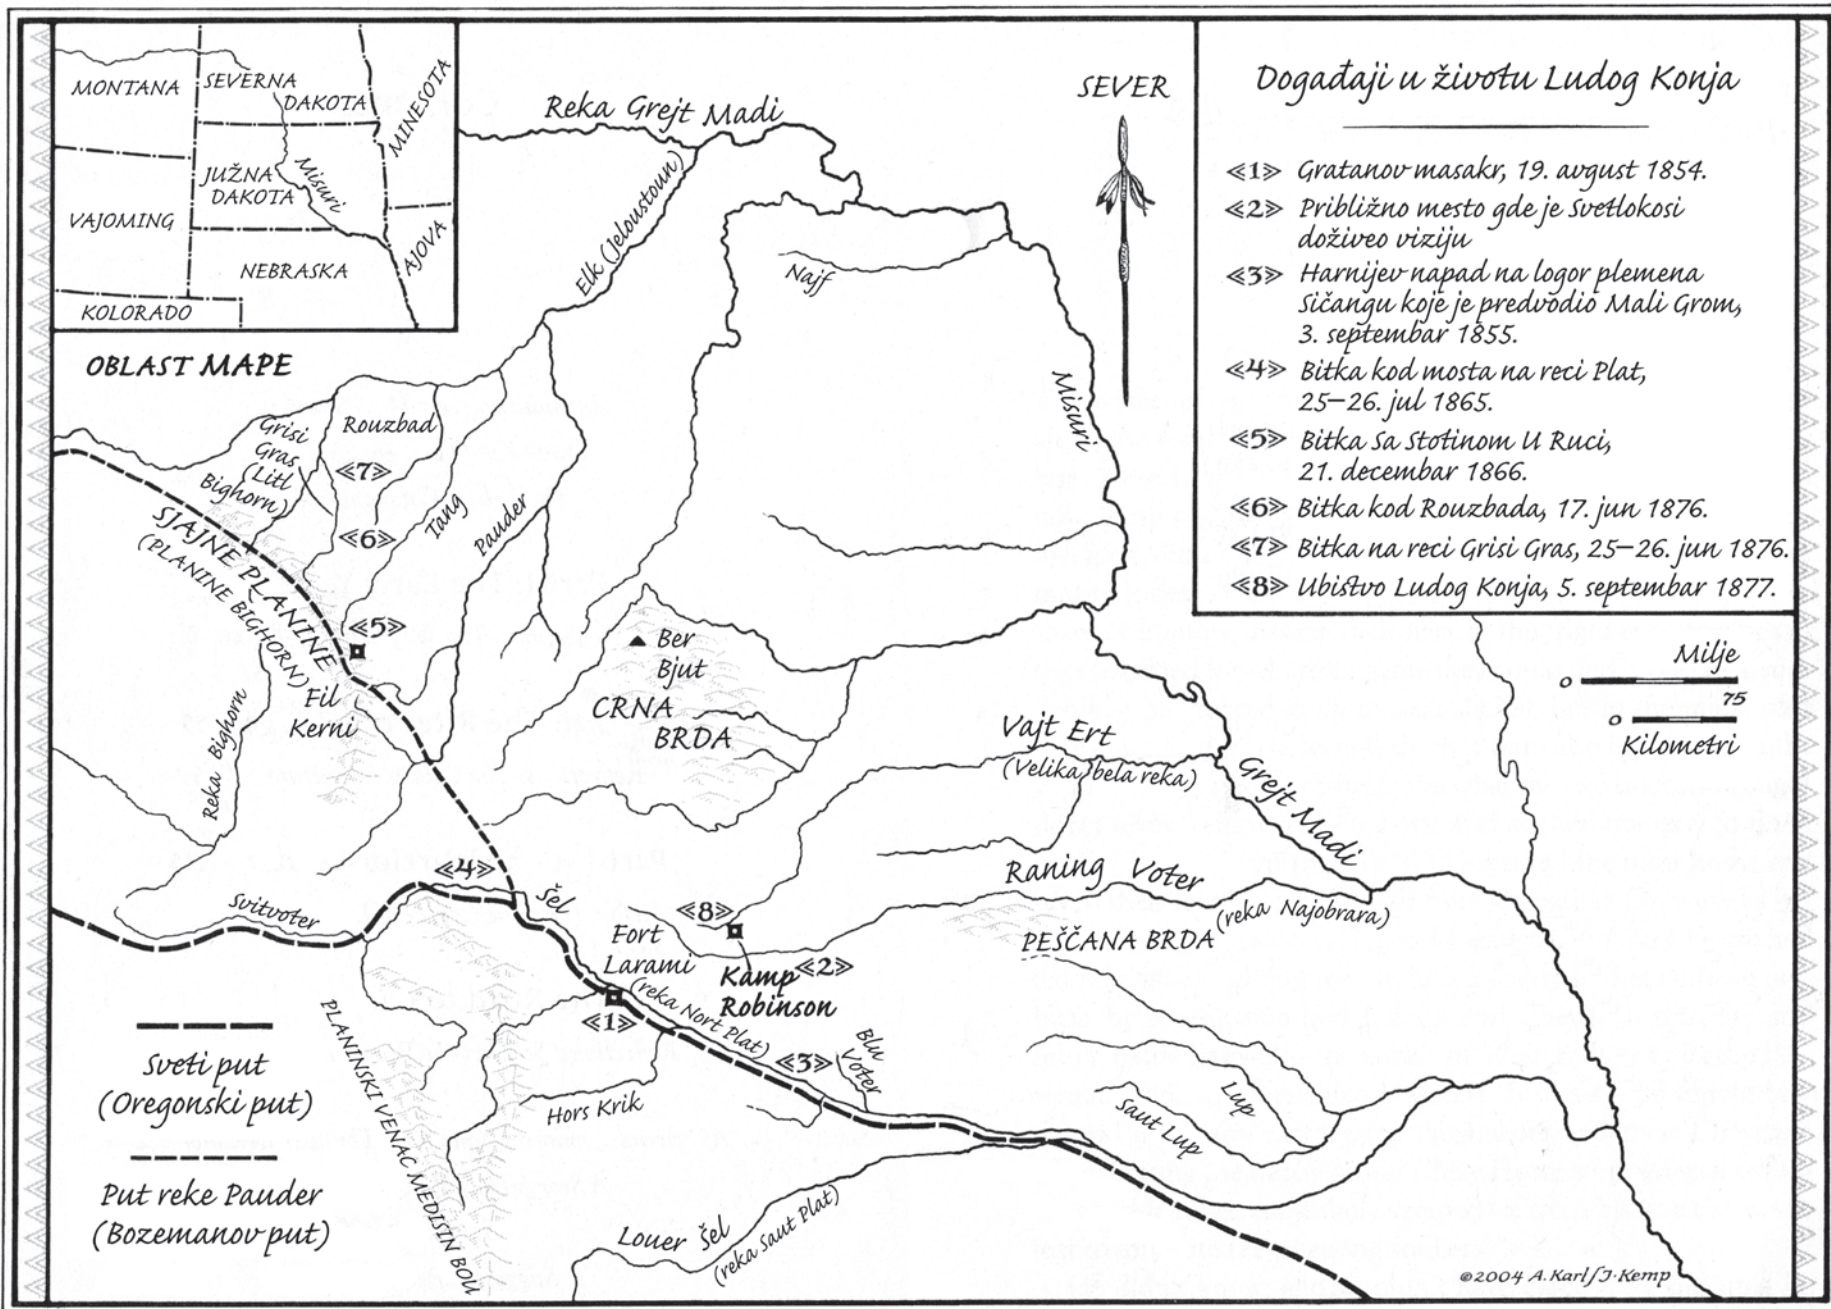 MONTANA
SEVERNA
DAKOTA
MINESOTA
JUŽNA
DAKOTA
Misuri
VAJOMING
NEBRASKA
AJOVA
KOLORADO
OBLAST MAPE
SEVER
Događaji u životu Ludog Konja
«1» Gratanov masakr, 19. avgust 1854.
«2» Približno mesto gde je Svetlokosi
doživeo viziju
«3» Harnijev napad na logor plemena
Sičangu koje je predvodio Mali Grom,
3. septembar 1855.
«4» Bitka kod mosta na reci Plat,
25–26. jul 1865.
«5» Bitka Sa Stotinom U Ruci,
21. decembar 1866.
«6» Bitka kod Rouzbada, 17. jun 1876.
«7» Bitka na reci Grisi Gras, 25–26. jun 1876.
«8» Ubistvo Ludog Konja, 5. septembar 1877.
Reka Grejt Madi
Elk (Jeloustoun)
Najf
Misuri
Grisi
Gras
(Litl
Bighorn)
Rouzbad
«7»
«6»
Tang
Pauder
SJAJNE PLANINE
(PLANINE BIGHORN)
«5»
Fil
Kerni
Reka Bighorn
Ber
Bjut
CRNA
BRDA
Milje
0
75
0
Kilometri
Vajt Ert
(Velika bela reka)
Grejt Madi
Raning Voter
(reka Najobrara)
PEŠČANA BRDA
«4»
Svitvoter
Šel
«8»
Fort
Larami
(reka Nort Plat)
«2»
Kamp
Robinson
«1»
«3»
Blu
Voter
Hors Krik
PLANINSKI VENAC MEDISIN BOU
Lup
Saut Lup
Louer Šel
(reka Saut Plat)
Sveti put
(Oregonski put)
Put reke Pauder
(Bozemanov put)
©2004 A.Karl/J.Kemp